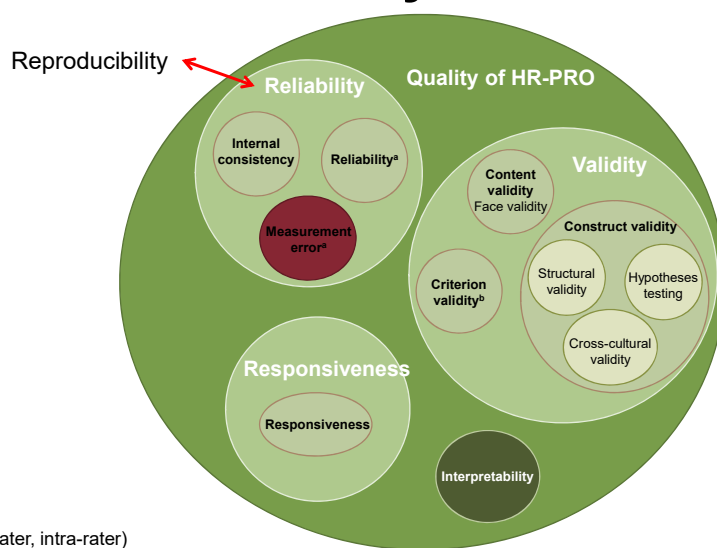 Reproducibility
Quality of HR-PRO
Reliability
Internal
consistency
Reliabilityᵃ
Measurement
errorᵃ
Validity
Content
validity
Face validity
Construct validity
Structural
validity
Hypotheses
testing
Criterion
validityᵇ
Cross-cultural
validity
Responsiveness
Responsiveness
Interpretability
ater, intra-rater)